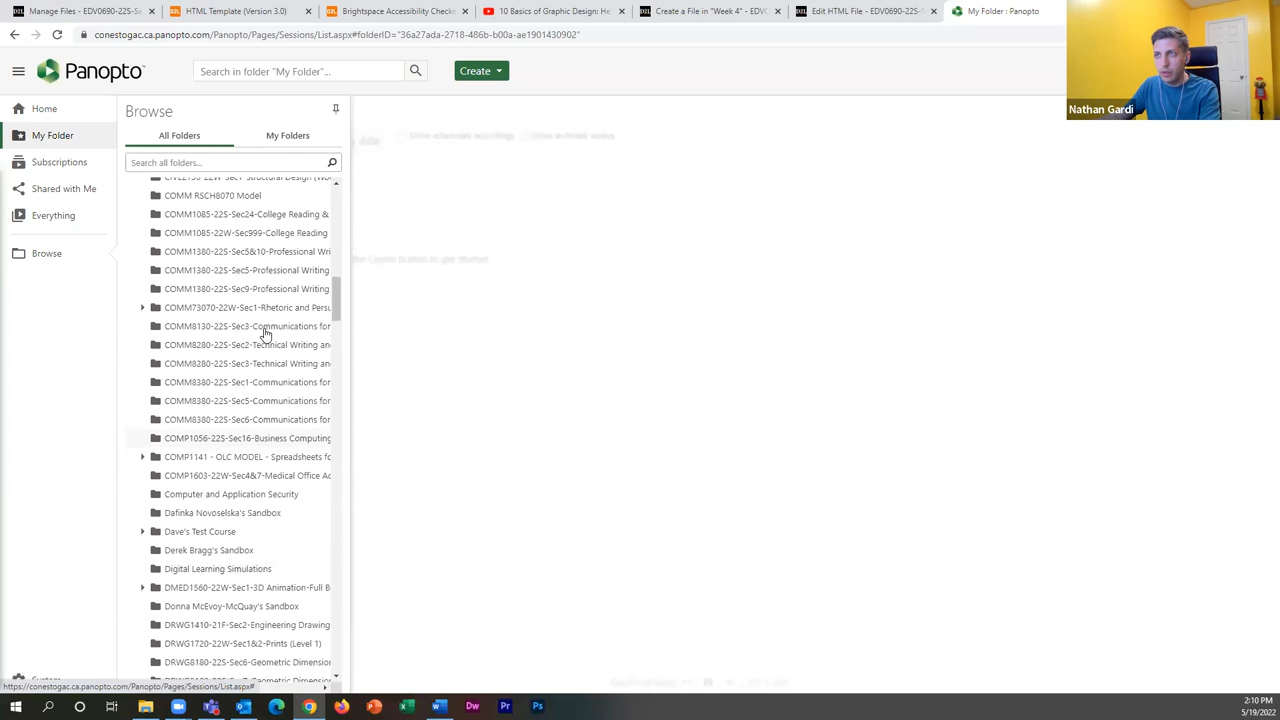 Manage Files - EDV0690-22S-Se
HTML Template (Version 3.0)
Brightspace Accessibility Checke
10 Basics of Graphic Design: He
Create a File in "Week 4" - EDV0
Edit HTML File - EDV0690-22S-
My Folder : Panopto
conestogac.ca.panopto.com/Panopto/Pages/Sessions/List.aspx#folderID="36a27ada-2718-486b-b00a-ae1901430902"
Panopto
Search in folder "My Folder"...
Create
Nathan Gardi
Home
My Folder
Subscriptions
Shared with Me
Everything
Browse
Browse
All Folders
My Folders
Search all folders...
COMM RSCH8070 Model
COMM1085-22S-Sec24-College Reading &
COMM1085-22W-Sec999-College Reading
COMM1380-22S-Sec5&10-Professional Wri
COMM1380-22S-Sec5-Professional Writing
COMM1380-22S-Sec9-Professional Writing
COMM73070-22W-Sec1-Rhetoric and Persu
COMM8130-22S-Sec3-Communications for
COMM8280-22S-Sec2-Technical Writing and
COMM8280-22S-Sec3-Technical Writing and
COMM8380-22S-Sec1-Communications for
COMM8380-22S-Sec5-Communications for
COMM8380-22S-Sec6-Communications for
COMP1056-22S-Sec16-Business Computing
COMP1141 - OLC MODEL - Spreadsheets fo
COMP1603-22W-Sec4&7-Medical Office Ad
Computer and Application Security
Dafinka Novoselska's Sandbox
Dave's Test Course
Derek Bragg's Sandbox
Digital Learning Simulations
DMED1560-22W-Sec1-3D Animation-Full B
Donna McEvoy-McQuay's Sandbox
DRWG1410-21F-Sec2-Engineering Drawing
DRWG1720-22W-Sec1&2-Prints (Level 1)
DRWG8180-22S-Sec6-Geometric Dimension
https://conestogac.ca.panopto.com/Panopto/Pages/Sessions/List.aspx#
2:10 PM
5/19/2022